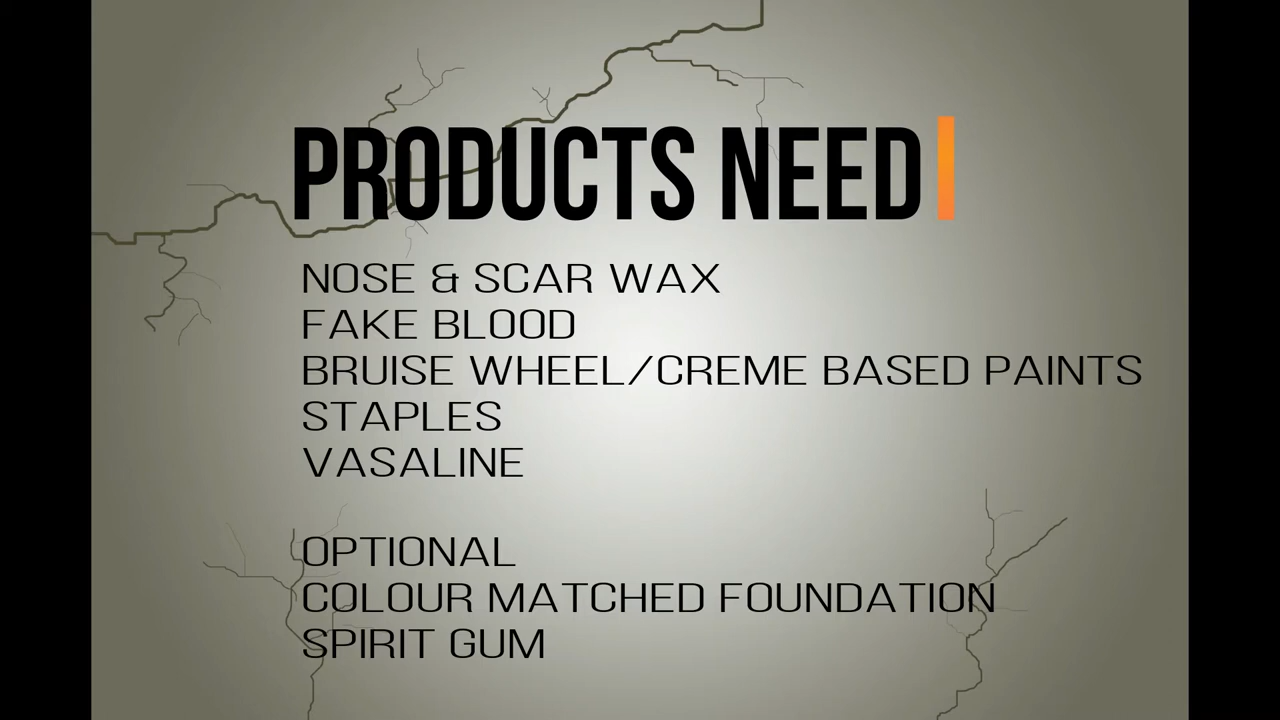 PRODUCTS NEED
NOSE & SCAR WAX
FAKE BLOOD
BRUISE WHEEL/CREME BASED PAINTS
STAPLES
VASALINE
OPTIONAL
COLOUR MATCHED FOUNDATION
SPIRIT GUM